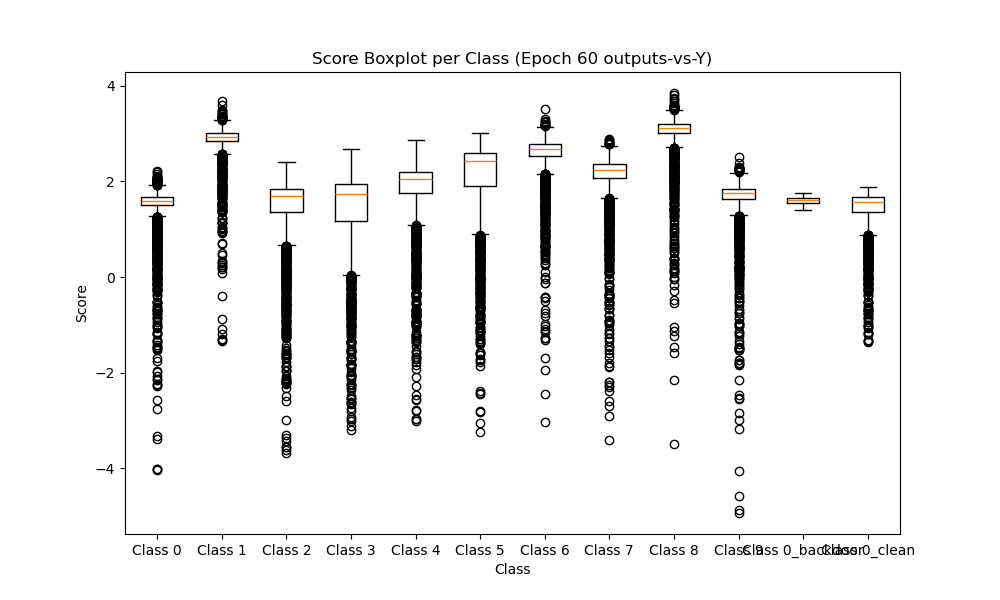 Score Boxplot per Class (Epoch 60 outputs-vs-Y)
Score
4
2
0
−2
−4
Class 0 Class 1 Class 2 Class 3 Class 4 Class 5 Class 6 Class 7 Class 8 Class 9 Class 0_backdoor Class 0_clean
Class